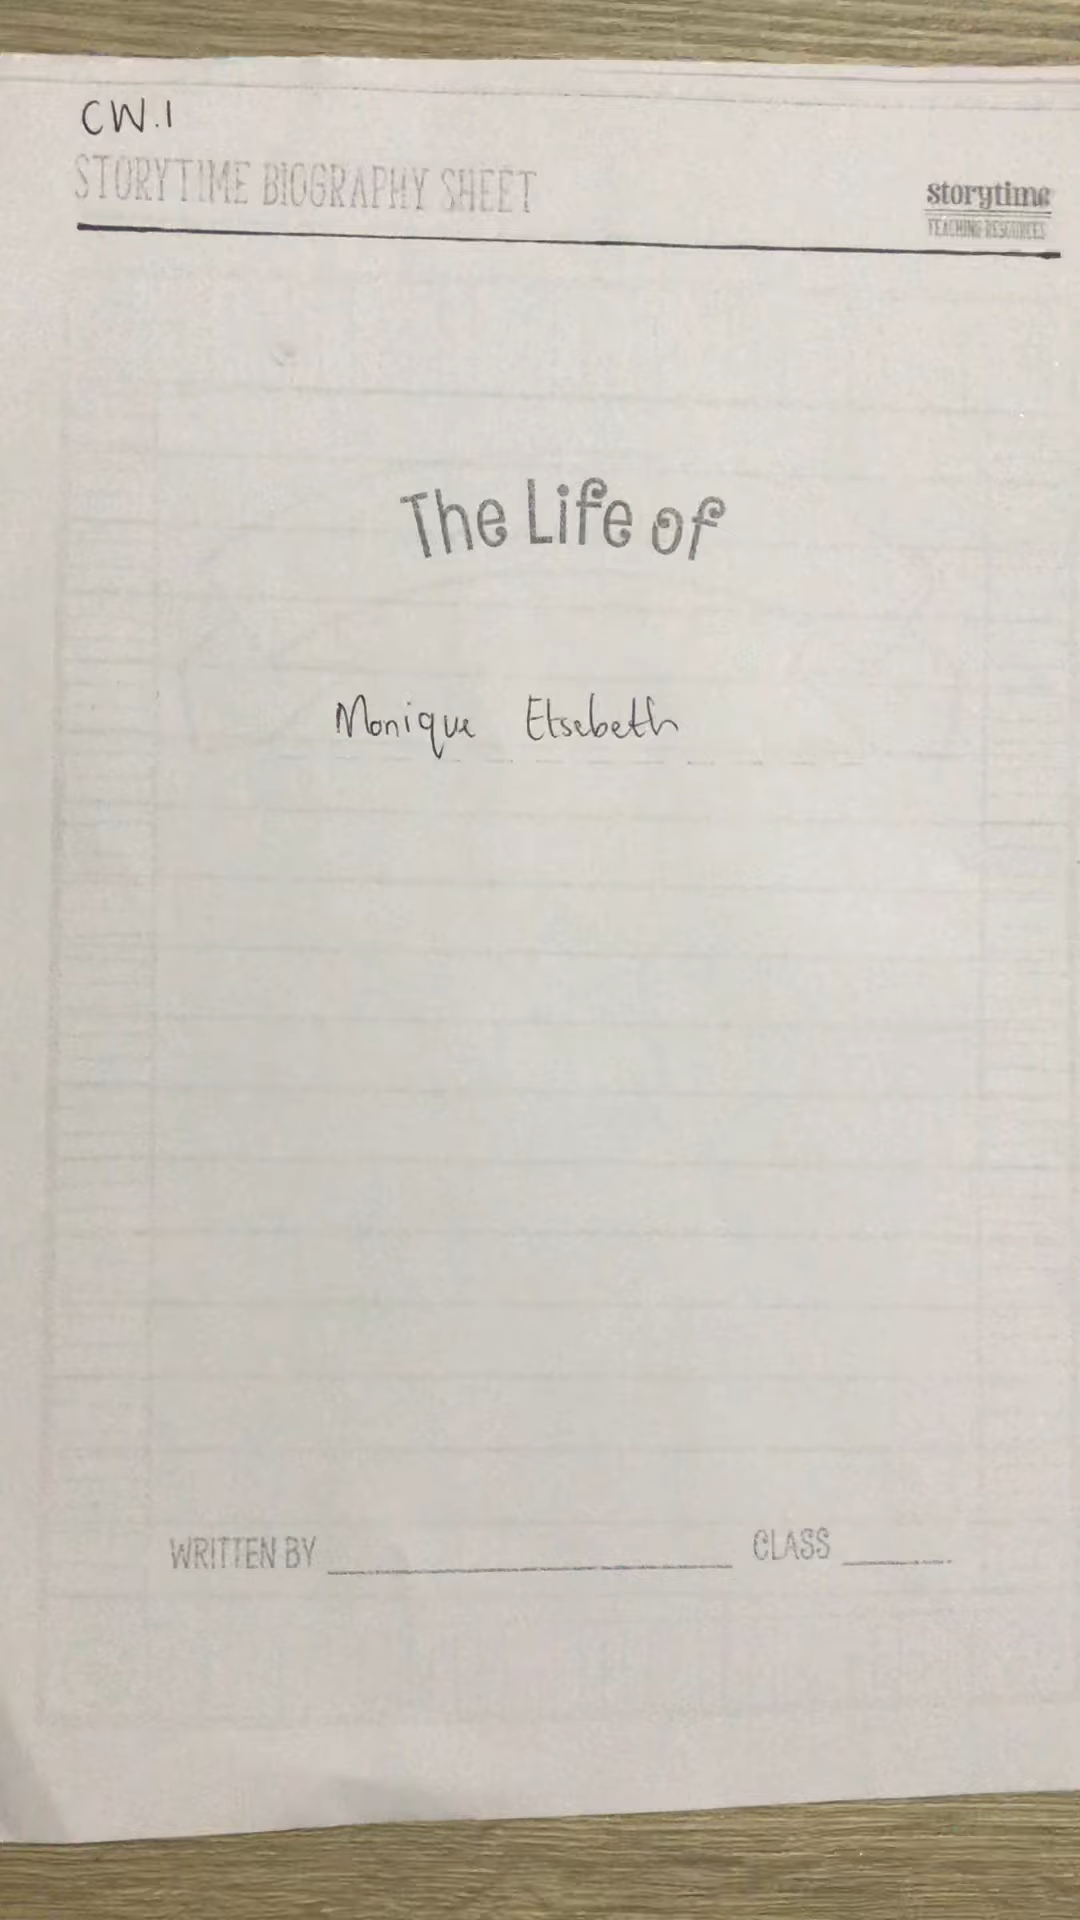 CW.1
STORYTIME BIOGRAPHY SHEET
storytime
TEACHING RESOURCES
The Life of
Monique Etsebeth
WRITTEN BY
CLASS